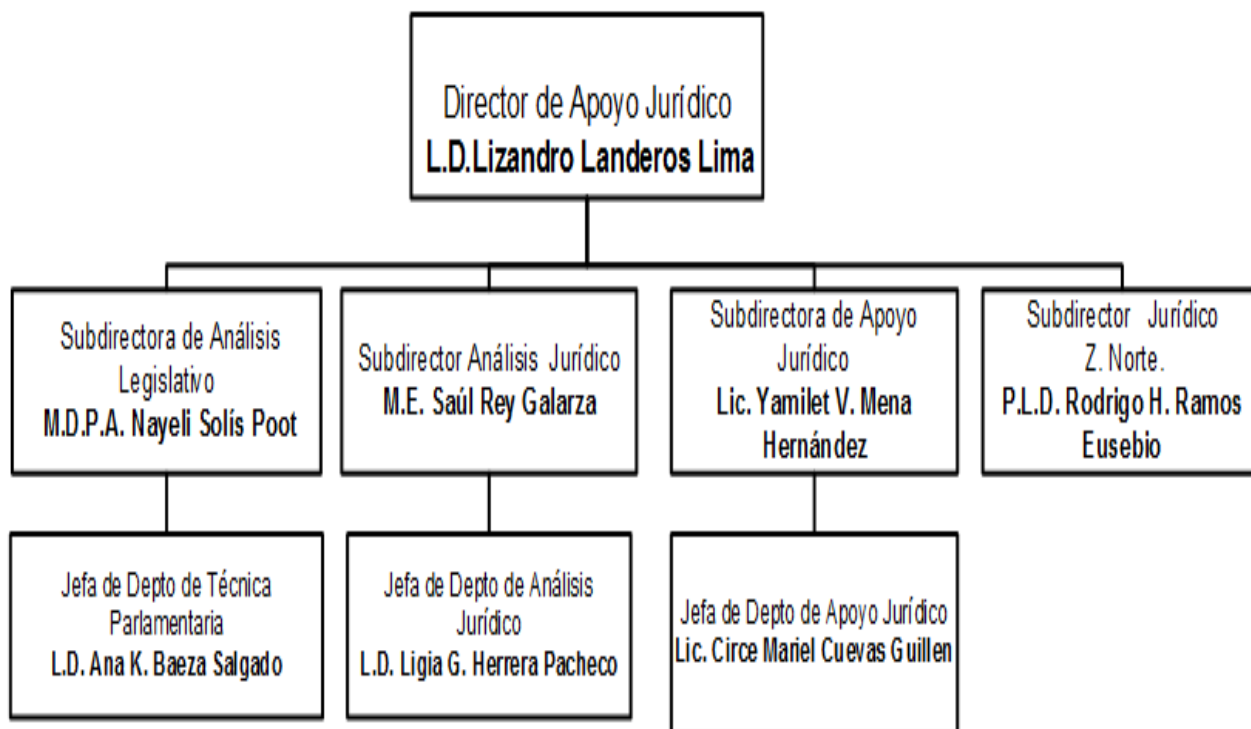 Director de Apoyo Jurídico
L.D.Lizandro Landeros Lima
Subdirectora de Análisis
Legislativo
M.D.P.A. Nayeli Solís Poot
Subdirector Análisis Jurídico
M.E. Saúl Rey Galarza
Subdirectora de Apoyo
Jurídico
Lic. Yamilet V. Mena
Hernández
Subdirector Jurídico
Z. Norte.
P.L.D. Rodrigo H. Ramos
Eusebio
Jefa de Depto de Técnica
Parlamentaria
L.D. Ana K. Baeza Salgado
Jefa de Depto de Análisis
Jurídico
L.D. Ligia G. Herrera Pacheco
Jefa de Depto de Apoyo Jurídico
Lic. Circe Mariel Cuevas Guillen